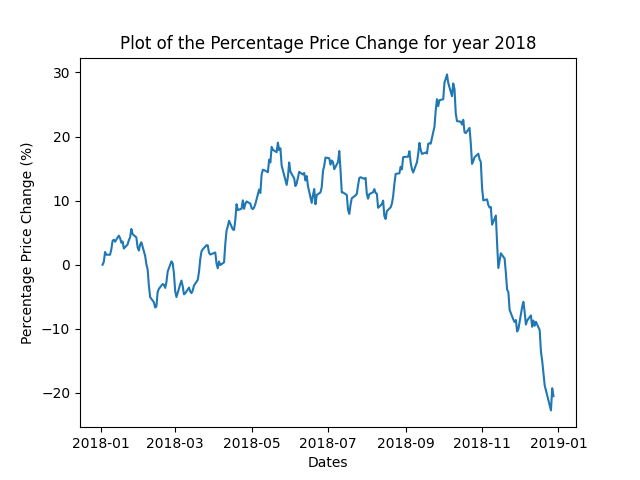 Plot of the Percentage Price Change for year 2018
Percentage Price Change (%)
30
20
10
0
−10
−20
2018-01 2018-03 2018-05 2018-07 2018-09 2018-11 2019-01
Dates